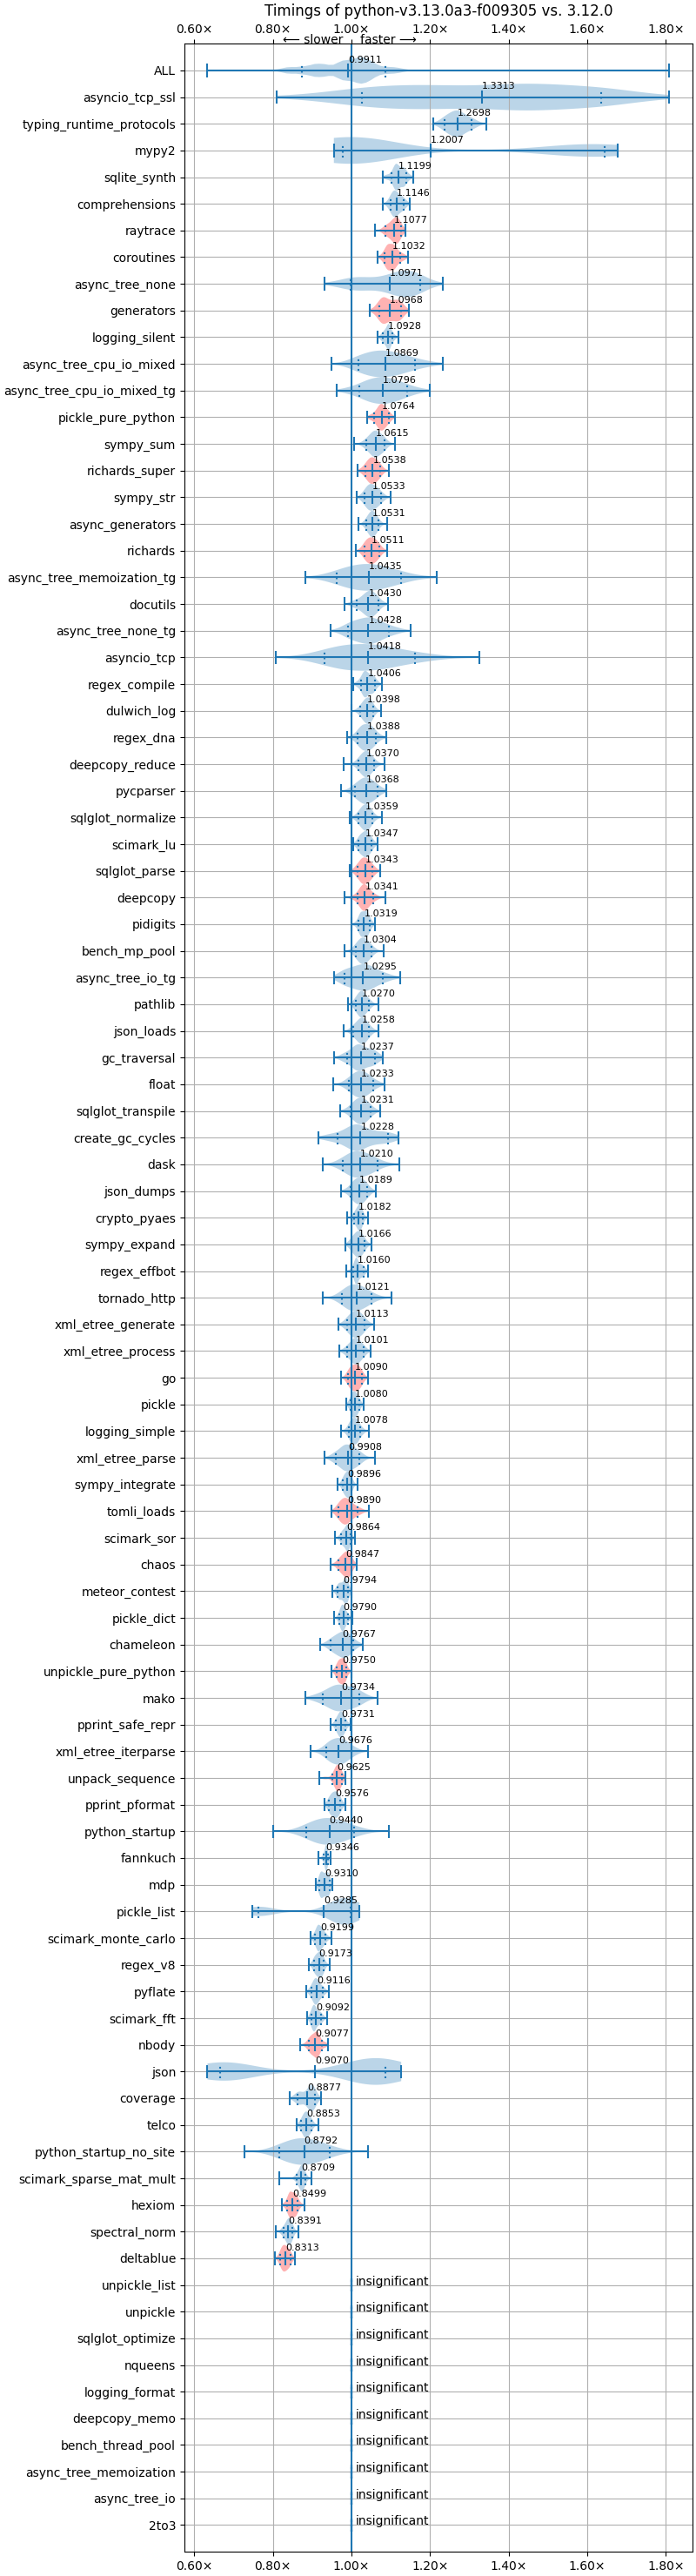 Timings of python-v3.13.0a3-f009305 vs. 3.12.0
0.60× 0.80× 1.00× 1.20× 1.40× 1.60× 1.80×
⟵ slower faster ⟶
ALL 0.9911
asyncio_tcp_ssl 1.3313
typing_runtime_protocols 1.2698
mypy2 1.2007
sqlite_synth 1.1199
comprehensions 1.1146
raytrace 1.1077
coroutines 1.1032
async_tree_none 1.0971
generators 1.0968
logging_silent 1.0928
async_tree_cpu_io_mixed 1.0869
async_tree_cpu_io_mixed_tg 1.0796
pickle_pure_python 1.0764
sympy_sum 1.0615
richards_super 1.0538
sympy_str 1.0533
async_generators 1.0531
richards 1.0511
async_tree_memoization_tg 1.0435
docutils 1.0430
async_tree_none_tg 1.0428
asyncio_tcp 1.0418
regex_compile 1.0406
dulwich_log 1.0398
regex_dna 1.0388
deepcopy_reduce 1.0370
pycparser 1.0368
sqlglot_normalize 1.0359
scimark_lu 1.0347
sqlglot_parse 1.0343
deepcopy 1.0341
pidigits 1.0319
bench_mp_pool 1.0304
async_tree_io_tg 1.0295
pathlib 1.0270
json_loads 1.0258
gc_traversal 1.0237
float 1.0233
sqlglot_transpile 1.0231
create_gc_cycles 1.0228
dask 1.0210
json_dumps 1.0189
crypto_pyaes 1.0182
sympy_expand 1.0166
regex_effbot 1.0160
tornado_http 1.0121
xml_etree_generate 1.0113
xml_etree_process 1.0101
go 1.0090
pickle 1.0080
logging_simple 1.0078
xml_etree_parse 0.9908
sympy_integrate 0.9896
tomli_loads 0.9890
scimark_sor 0.9864
chaos 0.9847
meteor_contest 0.9794
pickle_dict 0.9790
chameleon 0.9767
unpickle_pure_python 0.9750
mako 0.9734
pprint_safe_repr 0.9731
xml_etree_iterparse 0.9676
unpack_sequence 0.9625
pprint_pformat 0.9576
python_startup 0.9440
fannkuch 0.9346
mdp 0.9310
pickle_list 0.9285
scimark_monte_carlo 0.9199
regex_v8 0.9173
pyflate 0.9116
scimark_fft 0.9092
nbody 0.9077
json 0.9070
coverage 0.8877
telco 0.8853
python_startup_no_site 0.8792
scimark_sparse_mat_mult 0.8709
hexiom 0.8499
spectral_norm 0.8391
deltablue 0.8313
unpickle_list insignificant
unpickle insignificant
sqlglot_optimize insignificant
nqueens insignificant
logging_format insignificant
deepcopy_memo insignificant
bench_thread_pool insignificant
async_tree_memoization insignificant
async_tree_io insignificant
2to3 insignificant
0.60× 0.80× 1.00× 1.20× 1.40× 1.60× 1.80×